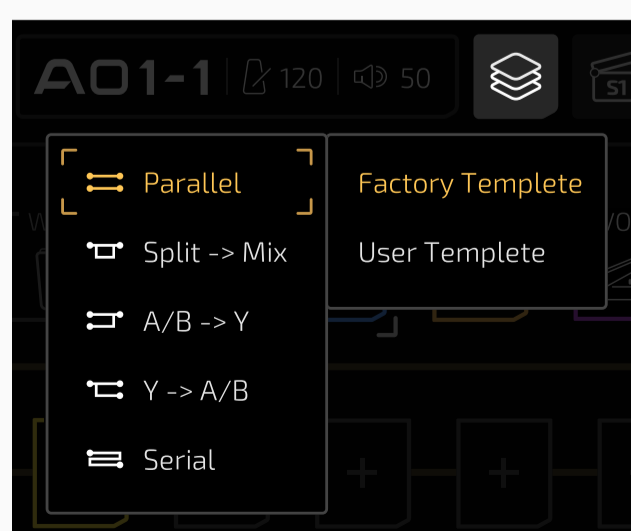 A01-1 120 50
S1
Parallel
Split -> Mix
A/B -> Y
Y -> A/B
Serial
Factory Templete
User Templete